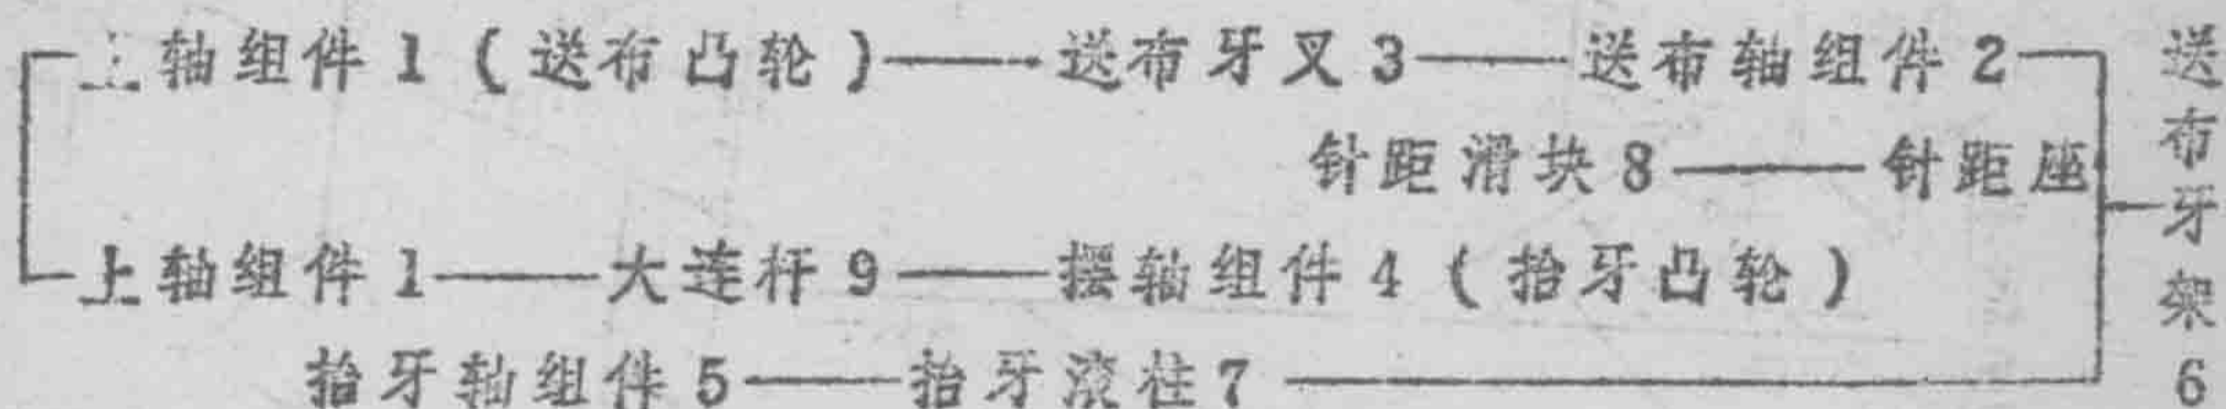 上轴组件1（送布凸轮）——送布牙叉3——送布轴组件2
针距滑块8——针距座
上轴组件1——大连杆9——摆轴组件4（抬牙凸轮）
抬牙轴组件5——抬牙滚柱7
送布牙架6